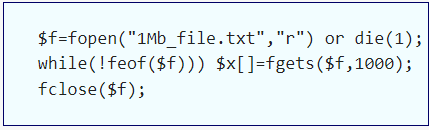 $f=fopen("1Mb_file.txt","r") or die(1);
while(!feof($f))) $x[]=fgets($f,1000);
fclose($f);